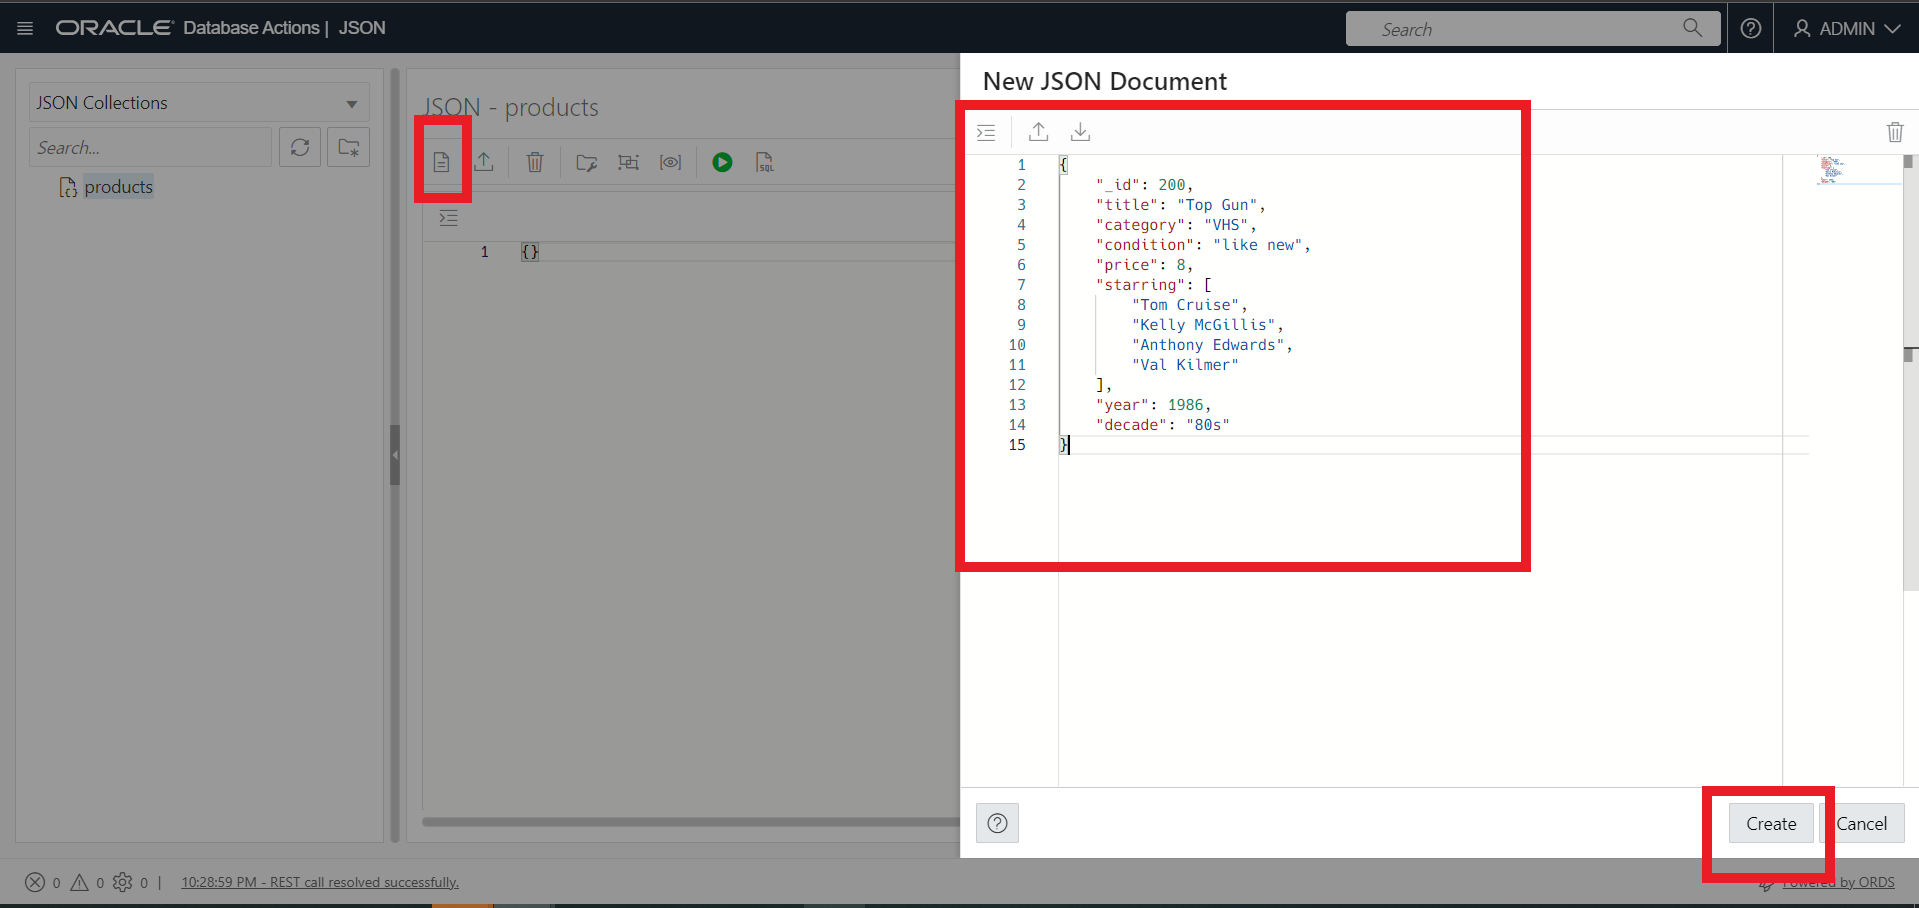 ORACLE Database Actions | JSON
Search
ADMIN
JSON Collections
Search...
products
JSON - products
SQL
1 {}
New JSON Document
1 {
2 "_id": 200,
3 "title": "Top Gun",
4 "category": "VHS",
5 "condition": "like new",
6 "price": 8,
7 "starring": [
8 "Tom Cruise",
9 "Kelly McGillis",
10 "Anthony Edwards",
11 "Val Kilmer"
12 ],
13 "year": 1986,
14 "decade": "80s"
15 }
Create
Cancel
0 0 0 | 10:28:59 PM - REST call resolved successfully.
Powered by ORDS